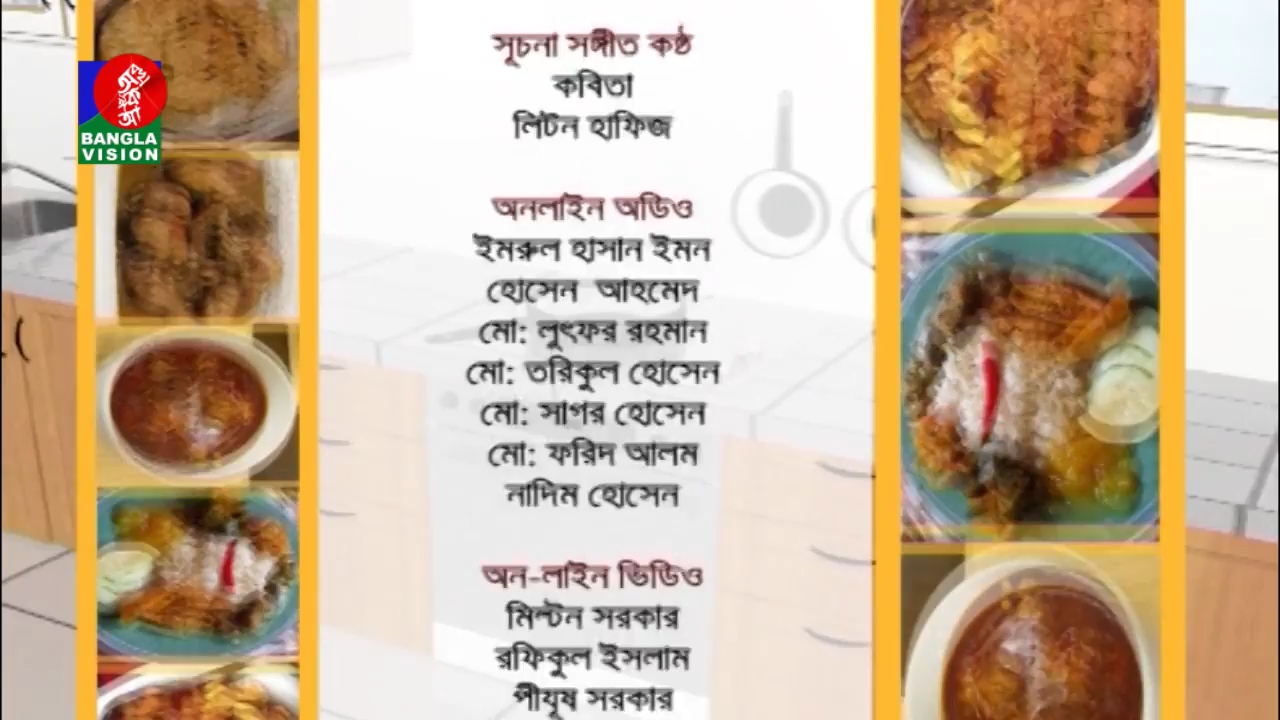 BANGLA
VISION
সূচনা সঙ্গীত কন্ঠ
কবিতা
লিটন হাফিজ
অনলাইন অডিও
ইমরুল হাসান ইমন
হোসেন আহমেদ
মো: লুৎফর রহমান
মো: তরিকুল হোসেন
মো: সাগর হোসেন
মো: ফরিদ আলম
নাদিম হোসেন
অন-লাইন ভিডিও
মিল্টন সরকার
রফিকুল ইসলাম
পীযূষ সরকার